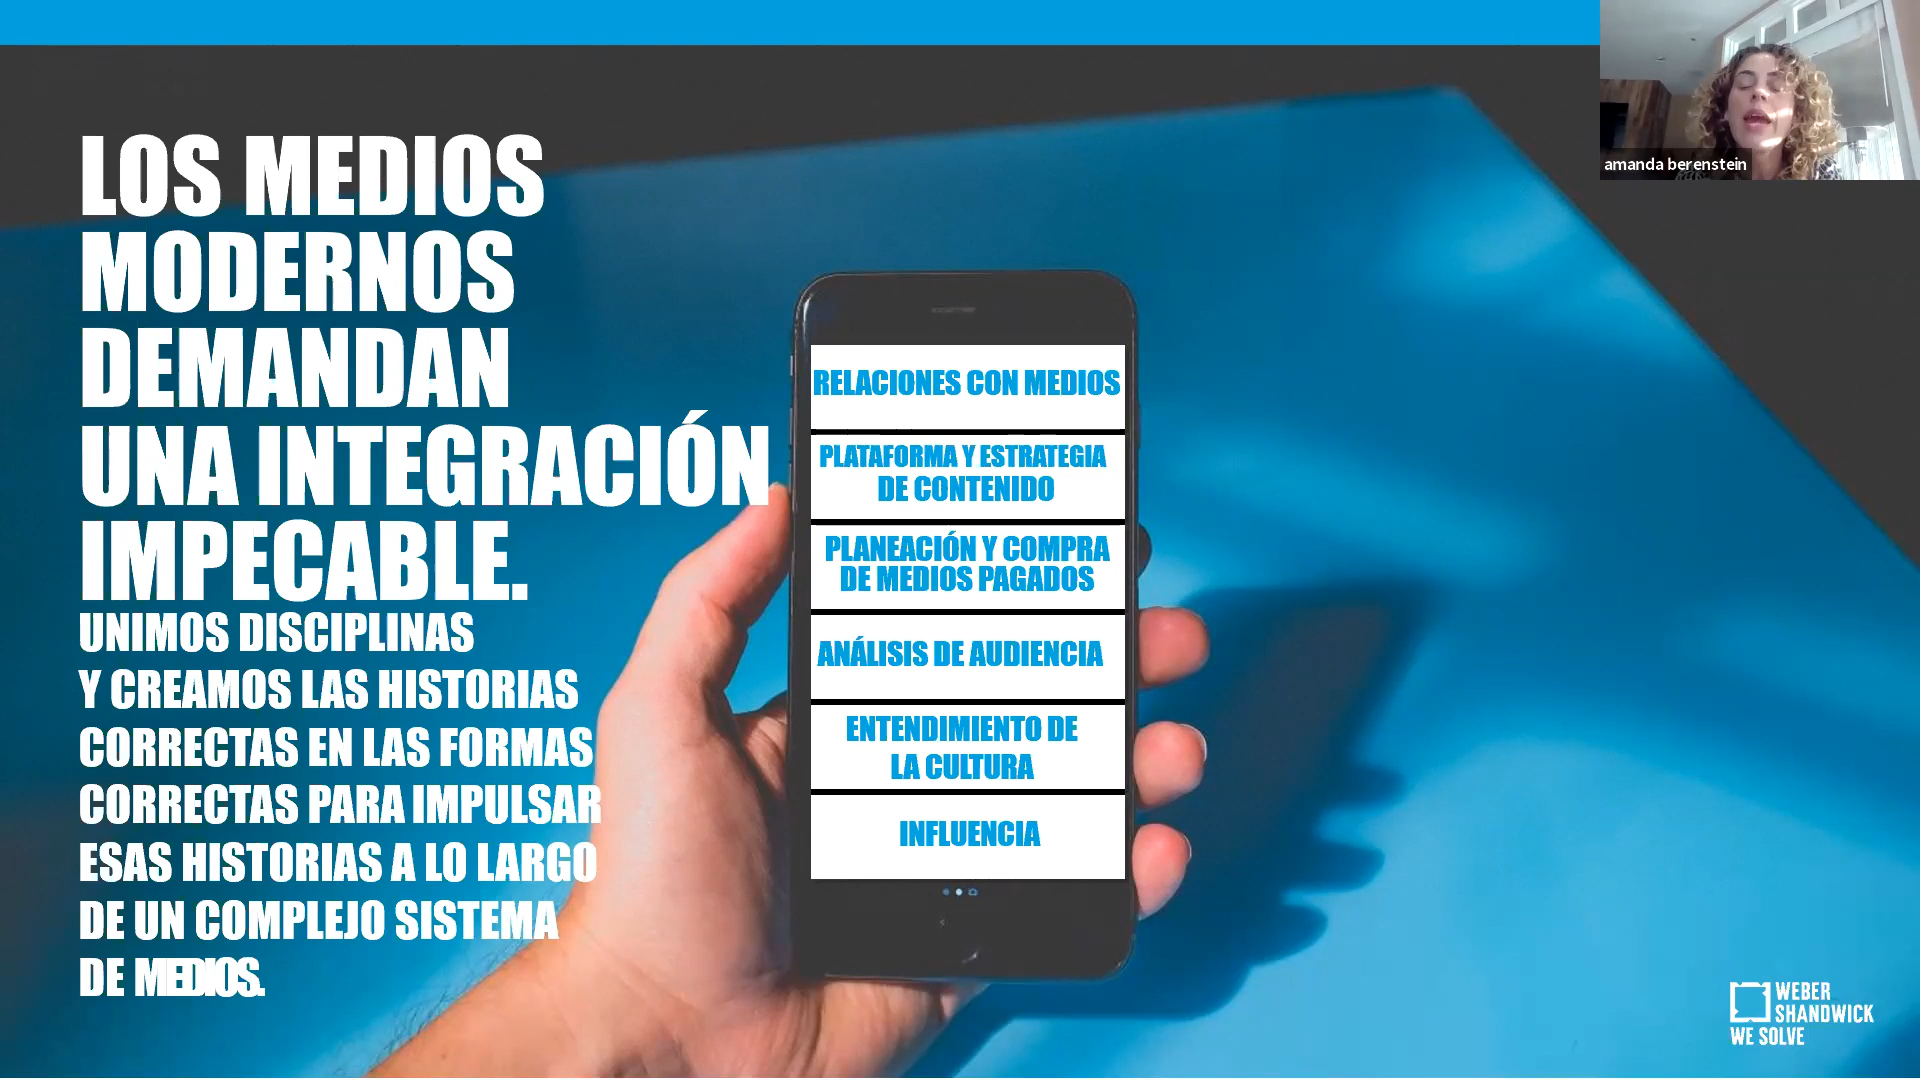 LOS MEDIOS
MODERNOS
DEMANDAN
UNA INTEGRACIÓN
IMPECABLE.
UNIMOS DISCIPLINAS
Y CREAMOS LAS HISTORIAS
CORRECTAS EN LAS FORMAS
CORRECTAS PARA IMPULSAR
ESAS HISTORIAS A LO LARGO
DE UN COMPLEJO SISTEMA
DE MEDIOS.
RELACIONES CON MEDIOS
PLATAFORMA Y ESTRATEGIA
DE CONTENIDO
PLANEACIÓN Y COMPRA
DE MEDIOS PAGADOS
ANÁLISIS DE AUDIENCIA
ENTENDIMIENTO DE
LA CULTURA
INFLUENCIA
amanda berenstein
WEBER
SHANDWICK
WE SOLVE